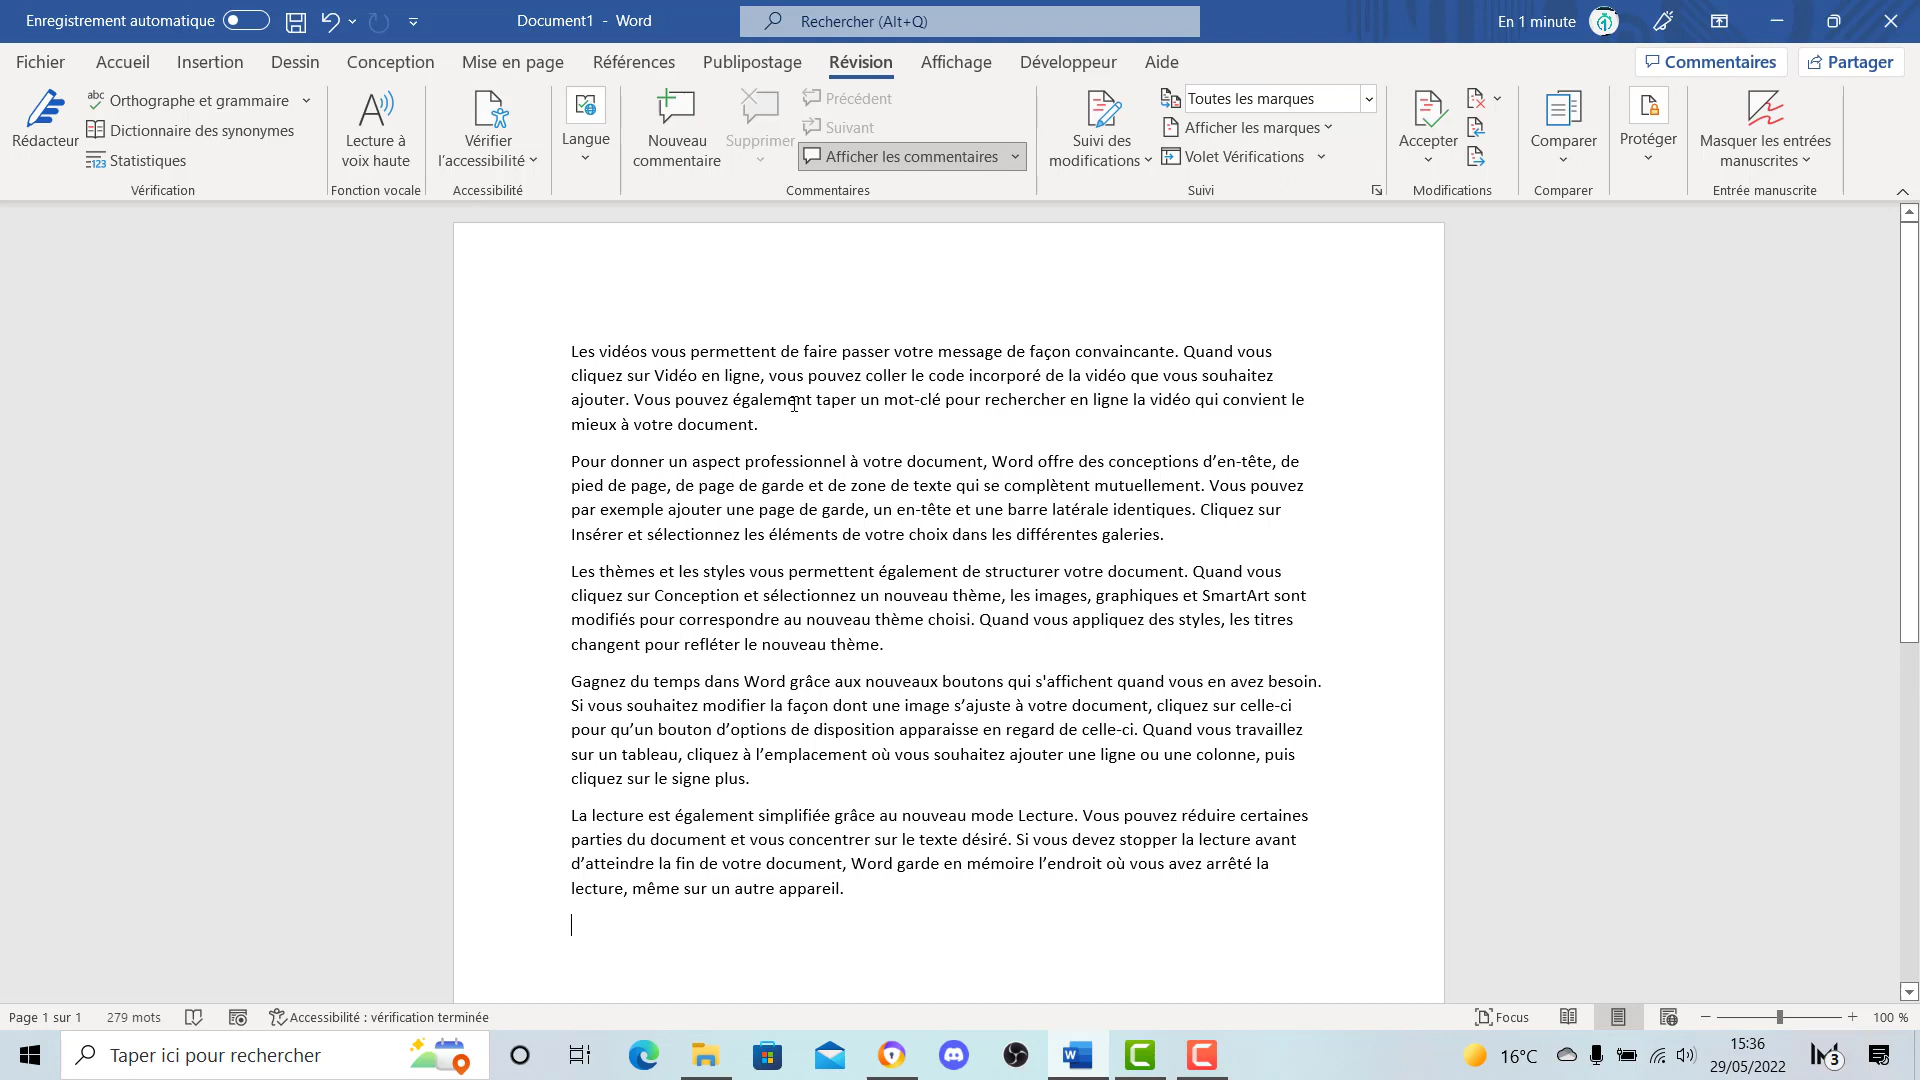 Enregistrement automatique
Document1 - Word
Rechercher (Alt+Q)
En 1 minute
Fichier Accueil Insertion Dessin Conception Mise en page Références Publipostage Révision Affichage Développeur Aide
Commentaires
Partager
Rédacteur
abc Orthographe et grammaire
Dictionnaire des synonymes
123 Statistiques
Vérification
Lecture à
voix haute
Fonction vocale
Vérifier
l'accessibilité
Accessibilité
Langue
Nouveau
commentaire
Supprimer
Précédent
Suivant
Afficher les commentaires
Commentaires
Suivi des
modifications
Toutes les marques
Afficher les marques
Volet Vérifications
Suivi
Accepter
Modifications
Comparer
Comparer
Protéger
Masquer les entrées
manuscrites
Entrée manuscrite
Les vidéos vous permettent de faire passer votre message de façon convaincante. Quand vous
cliquez sur Vidéo en ligne, vous pouvez coller le code incorporé de la vidéo que vous souhaitez
ajouter. Vous pouvez également taper un mot-clé pour rechercher en ligne la vidéo qui convient le
mieux à votre document.
Pour donner un aspect professionnel à votre document, Word offre des conceptions d’en-tête, de
pied de page, de page de garde et de zone de texte qui se complètent mutuellement. Vous pouvez
par exemple ajouter une page de garde, un en-tête et une barre latérale identiques. Cliquez sur
Insérer et sélectionnez les éléments de votre choix dans les différentes galeries.
Les thèmes et les styles vous permettent également de structurer votre document. Quand vous
cliquez sur Conception et sélectionnez un nouveau thème, les images, graphiques et SmartArt sont
modifiés pour correspondre au nouveau thème choisi. Quand vous appliquez des styles, les titres
changent pour refléter le nouveau thème.
Gagnez du temps dans Word grâce aux nouveaux boutons qui s'affichent quand vous en avez besoin.
Si vous souhaitez modifier la façon dont une image s’ajuste à votre document, cliquez sur celle-ci
pour qu’un bouton d’options de disposition apparaisse en regard de celle-ci. Quand vous travaillez
sur un tableau, cliquez à l’emplacement où vous souhaitez ajouter une ligne ou une colonne, puis
cliquez sur le signe plus.
La lecture est également simplifiée grâce au nouveau mode Lecture. Vous pouvez réduire certaines
parties du document et vous concentrer sur le texte désiré. Si vous devez stopper la lecture avant
d’atteindre la fin de votre document, Word garde en mémoire l’endroit où vous avez arrêté la
lecture, même sur un autre appareil.
Page 1 sur 1
279 mots
Accessibilité : vérification terminée
Focus
100 %
Taper ici pour rechercher
16°C
15:36
29/05/2022
3